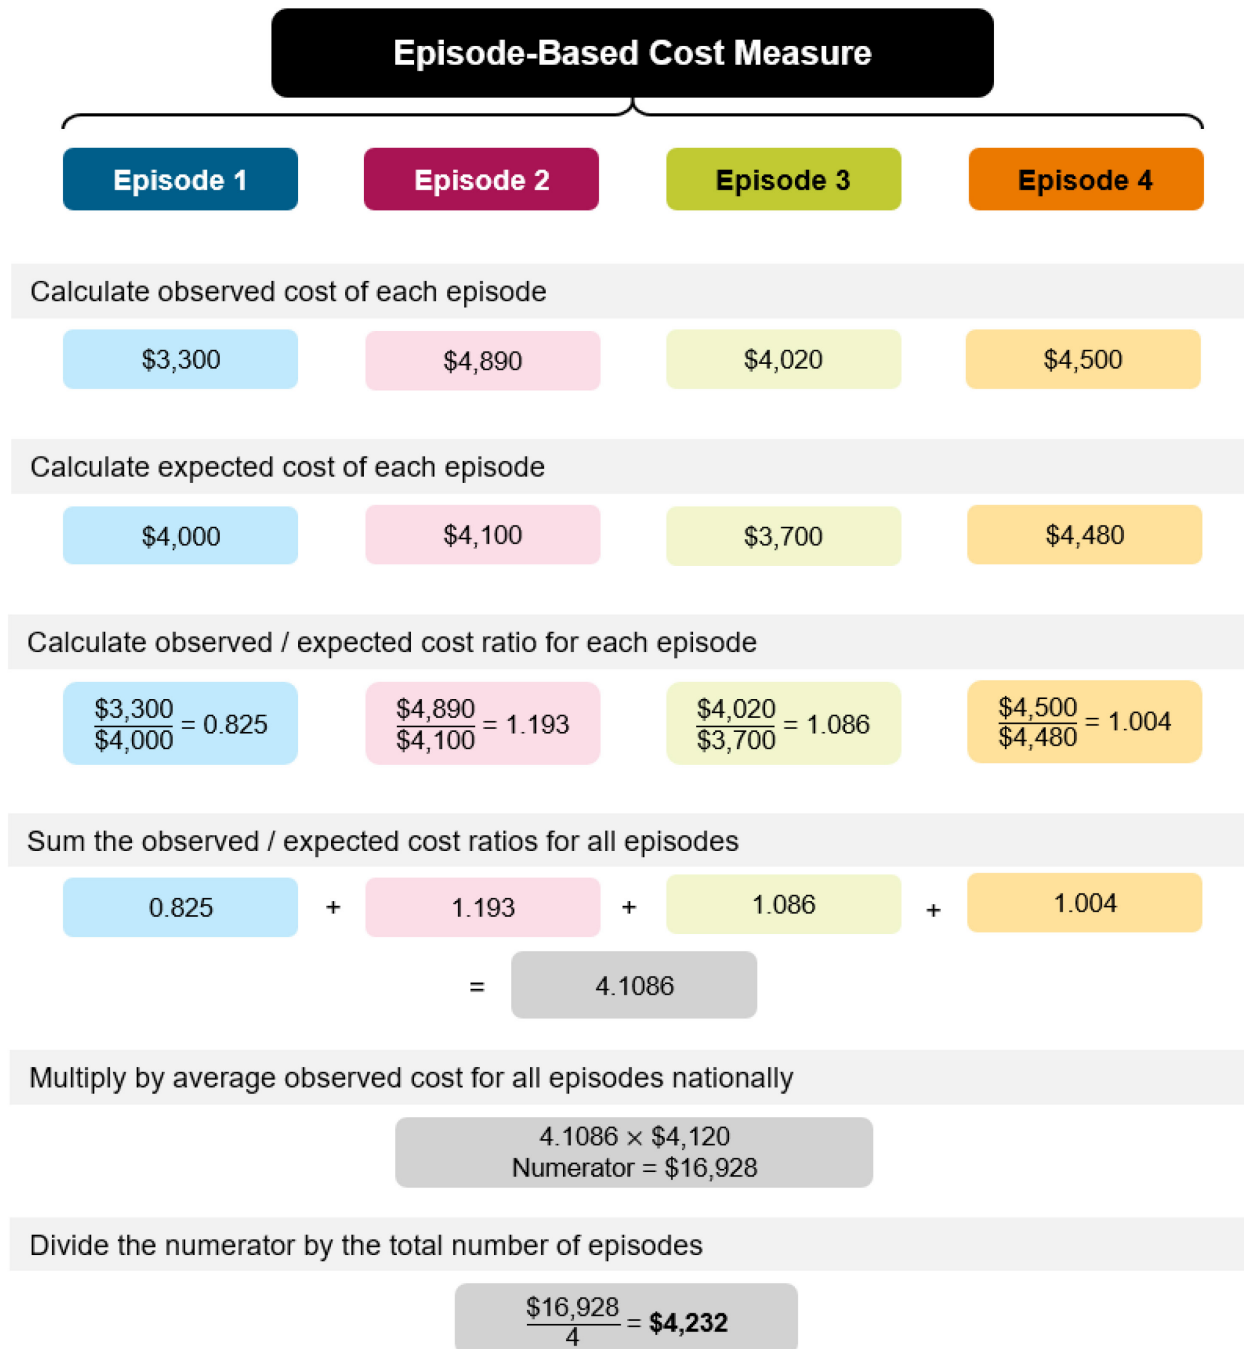 Episode-Based Cost Measure
Episode 1 Episode 2 Episode 3 Episode 4
Calculate observed cost of each episode
$3,300 $4,890 $4,020 $4,500
Calculate expected cost of each episode
$4,000 $4,100 $3,700 $4,480
Calculate observed / expected cost ratio for each episode
$3,300 / $4,000 = 0.825 $4,890 / $4,100 = 1.193 $4,020 / $3,700 = 1.086 $4,500 / $4,480 = 1.004
Sum the observed / expected cost ratios for all episodes
0.825 + 1.193 + 1.086 + 1.004
= 4.1086
Multiply by average observed cost for all episodes nationally
4.1086 × $4,120
Numerator = $16,928
Divide the numerator by the total number of episodes
$16,928 / 4 = $4,232